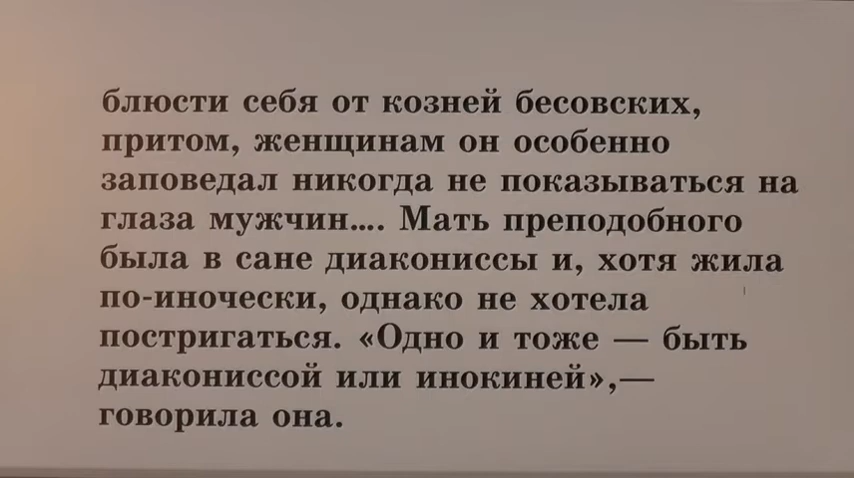 блюсти себя от козней бесовских,
притом, женщинам он особенно
заповедал никогда не показываться на
глаза мужчин.... Мать преподобного
была в сане диакониссы и, хотя жила
по-иночески, однако не хотела
постригаться. «Одно и тоже — быть
диакониссой или инокиней»,—
говорила она.